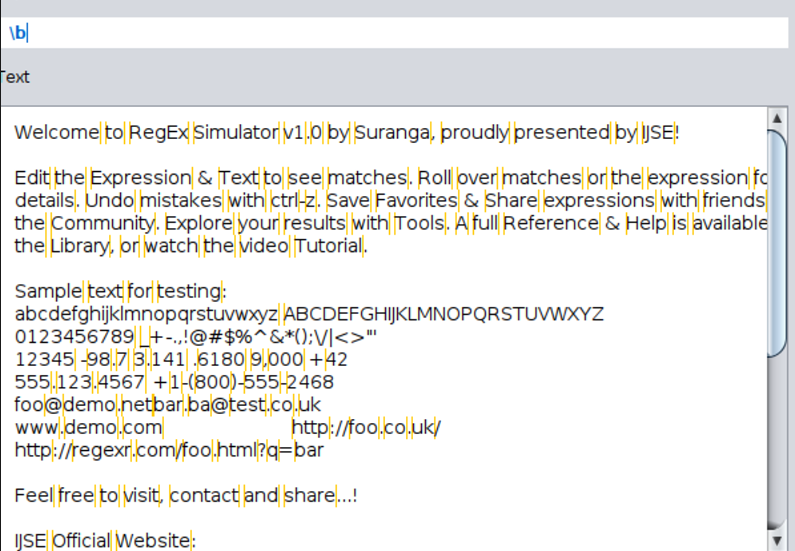 \b
Text
Welcome to RegEx Simulator v1.0 by Suranga, proudly presented by IJSE!
Edit the Expression & Text to see matches. Roll over matches or the expression fo
details. Undo mistakes with ctrl-z. Save Favorites & Share expressions with friends
the Community. Explore your results with Tools. A full Reference & Help is available
the Library, or watch the video Tutorial.
Sample text for testing:
abcdefghijklmnopqrstuvwxyz ABCDEFGHIJKLMNOPQRSTUVWXYZ
0123456789 _+-.,!@#$%^&*();\/|<>"'
12345 -98.7 3.141 .6180 9,000 +42
555.123.4567 +1-(800)-555-2468
foo@demo.netbar.ba@test.co.uk
www.demo.com http://foo.co.uk/
http://regexr.com/foo.html?q=bar
Feel free to visit, contact and share...!
IJSE Official Website: